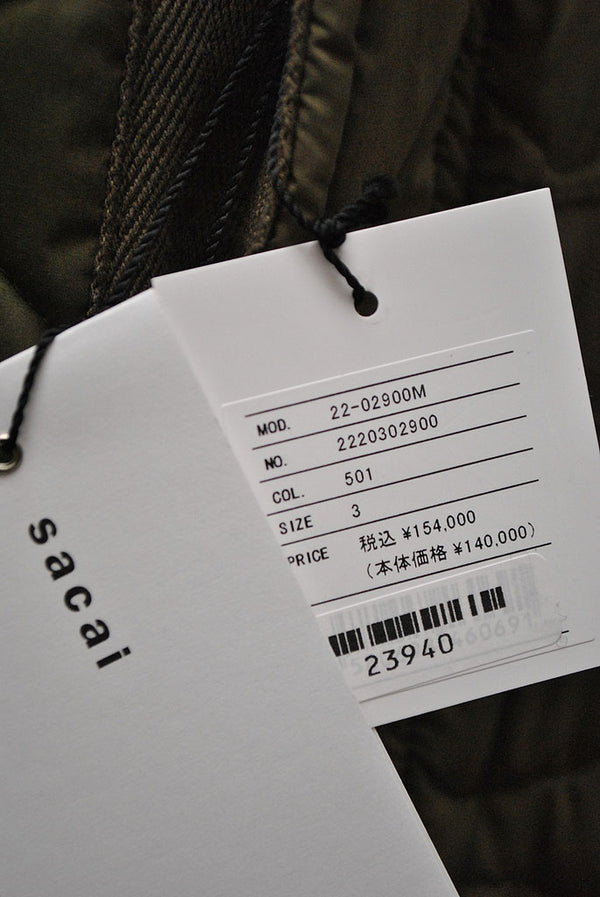 MOD. 22-02900M
NO. 2220302900
COL. 501
SIZE 3
PRICE 税込 ¥154,000
(本体価格 ¥140,000)
23940
sacai